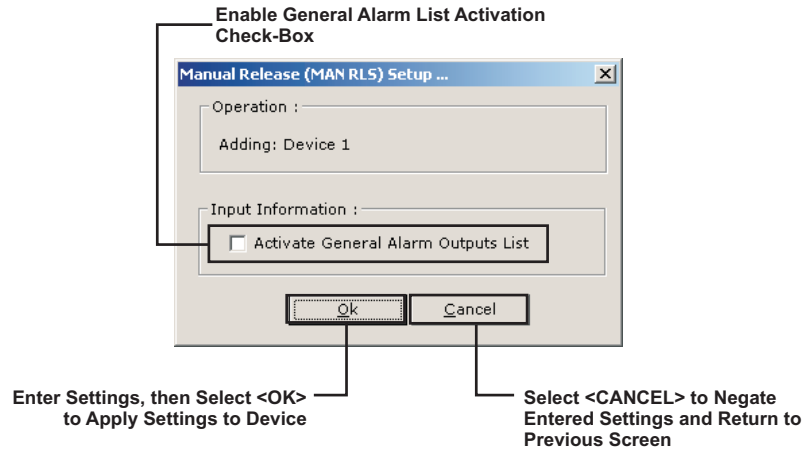 Enable General Alarm List Activation
Check-Box
Manual Release (MAN RLS) Setup ...
Operation :
Adding: Device 1
Input Information :
Activate General Alarm Outputs List
Ok
Cancel
Enter Settings, then Select <OK>
to Apply Settings to Device
Select <CANCEL> to Negate
Entered Settings and Return to
Previous Screen